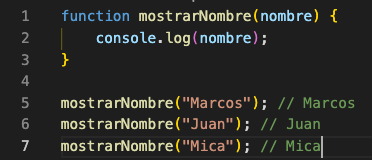 1 function mostrarNombre(nombre) {
2     console.log(nombre);
3 }
4
5 mostrarNombre("Marcos"); // Marcos
6 mostrarNombre("Juan"); // Juan
7 mostrarNombre("Mica"); // Mica